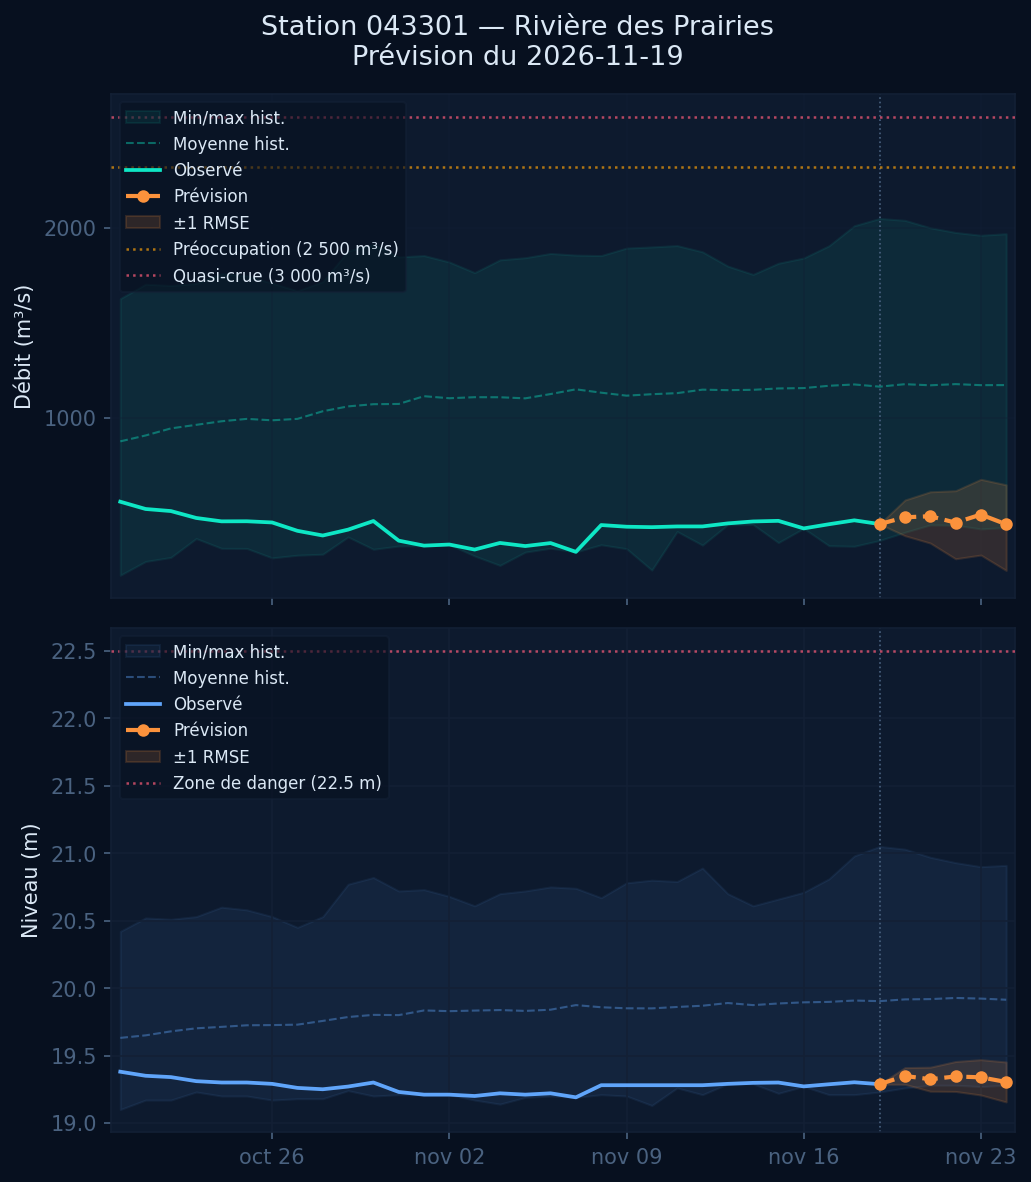 Station 043301 — Rivière des Prairies
Prévision du 2026-11-19
Débit (m³/s)
2000
1000
Min/max hist.
Moyenne hist.
Observé
Prévision
±1 RMSE
Préoccupation (2 500 m³/s)
Quasi-crue (3 000 m³/s)
Niveau (m)
22.5
22.0
21.5
21.0
20.5
20.0
19.5
19.0
Min/max hist.
Moyenne hist.
Observé
Prévision
±1 RMSE
Zone de danger (22.5 m)
oct 26
nov 02
nov 09
nov 16
nov 23